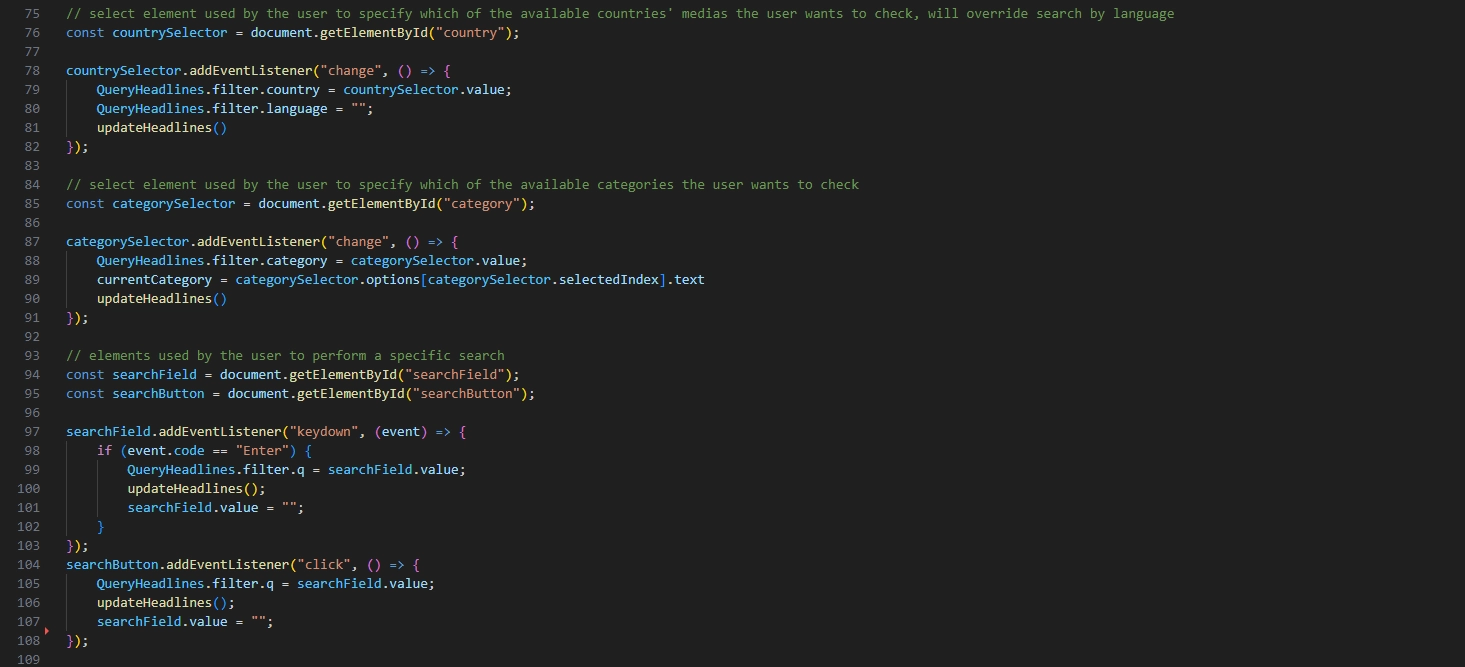 75 // select element used by the user to specify which of the available countries' medias the user wants to check, will override search by language
76 const countrySelector = document.getElementById("country");
77
78 countrySelector.addEventListener("change", () => {
79     QueryHeadlines.filter.country = countrySelector.value;
80     QueryHeadlines.filter.language = "";
81     updateHeadlines()
82 });
83
84 // select element used by the user to specify which of the available categories the user wants to check
85 const categorySelector = document.getElementById("category");
86
87 categorySelector.addEventListener("change", () => {
88     QueryHeadlines.filter.category = categorySelector.value;
89     currentCategory = categorySelector.options[categorySelector.selectedIndex].text
90     updateHeadlines()
91 });
92
93 // elements used by the user to perform a specific search
94 const searchField = document.getElementById("searchField");
95 const searchButton = document.getElementById("searchButton");
96
97 searchField.addEventListener("keydown", (event) => {
98     if (event.code == "Enter") {
99         QueryHeadlines.filter.q = searchField.value;
100         updateHeadlines();
101         searchField.value = "";
102     }
103 });
104 searchButton.addEventListener("click", () => {
105     QueryHeadlines.filter.q = searchField.value;
106     updateHeadlines();
107     searchField.value = "";
108 });
109